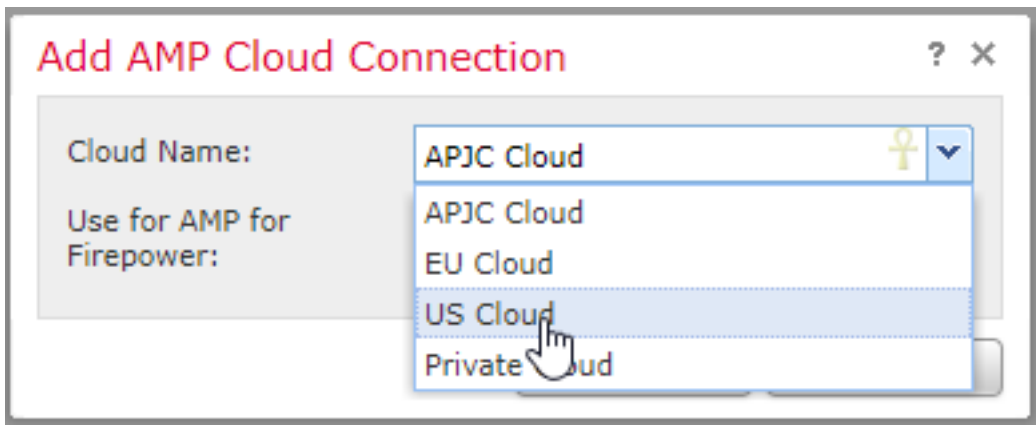 Add AMP Cloud Connection ? ×
Cloud Name: APJC Cloud
APJC Cloud
Use for AMP for
Firepower:
EU Cloud
US Cloud
Private Cloud